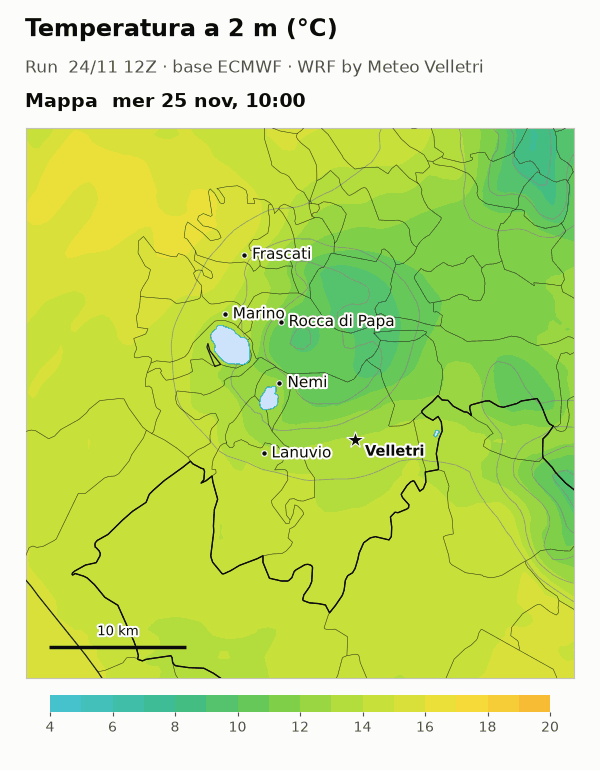 Temperatura a 2 m (°C)
Run  24/11 12Z · base ECMWF · WRF by Meteo Velletri
Mappa  mer 25 nov, 10:00
Frascati
Marino
Rocca di Papa
Nemi
Velletri
Lanuvio
10 km
4 6 8 10 12 14 16 18 20